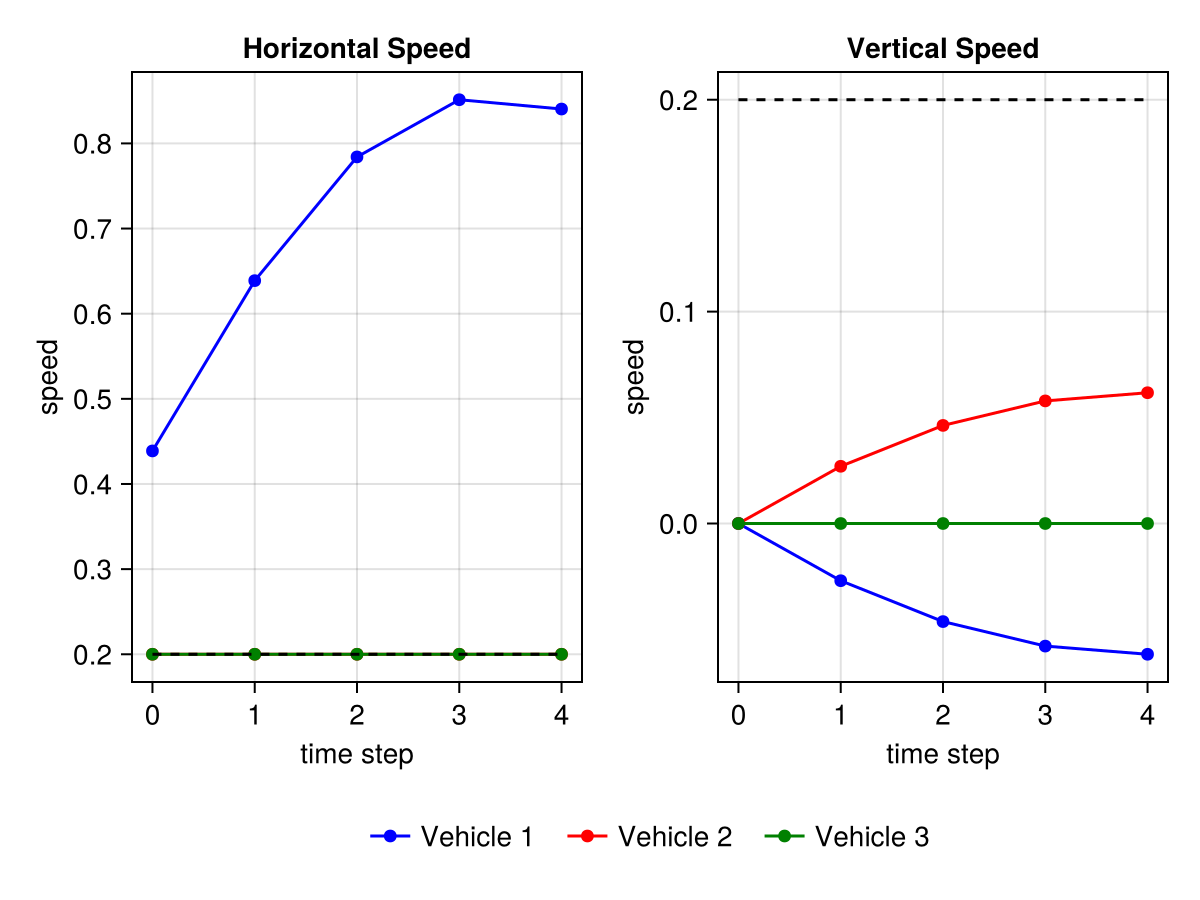 Horizontal Speed
speed
0.8
0.7
0.6
0.5
0.4
0.3
0.2
0
1
2
3
4
time step
Vertical Speed
speed
0.2
0.1
0.0
0
1
2
3
4
time step
Vehicle 1
Vehicle 2
Vehicle 3